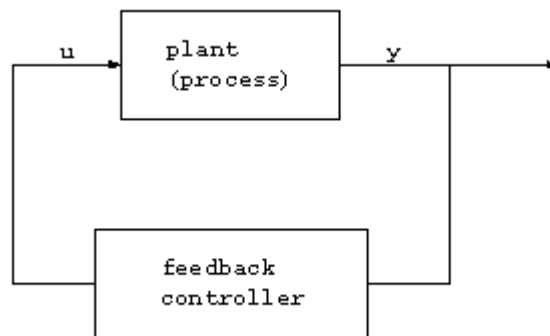 u
plant
(process)
y
feedback
controller